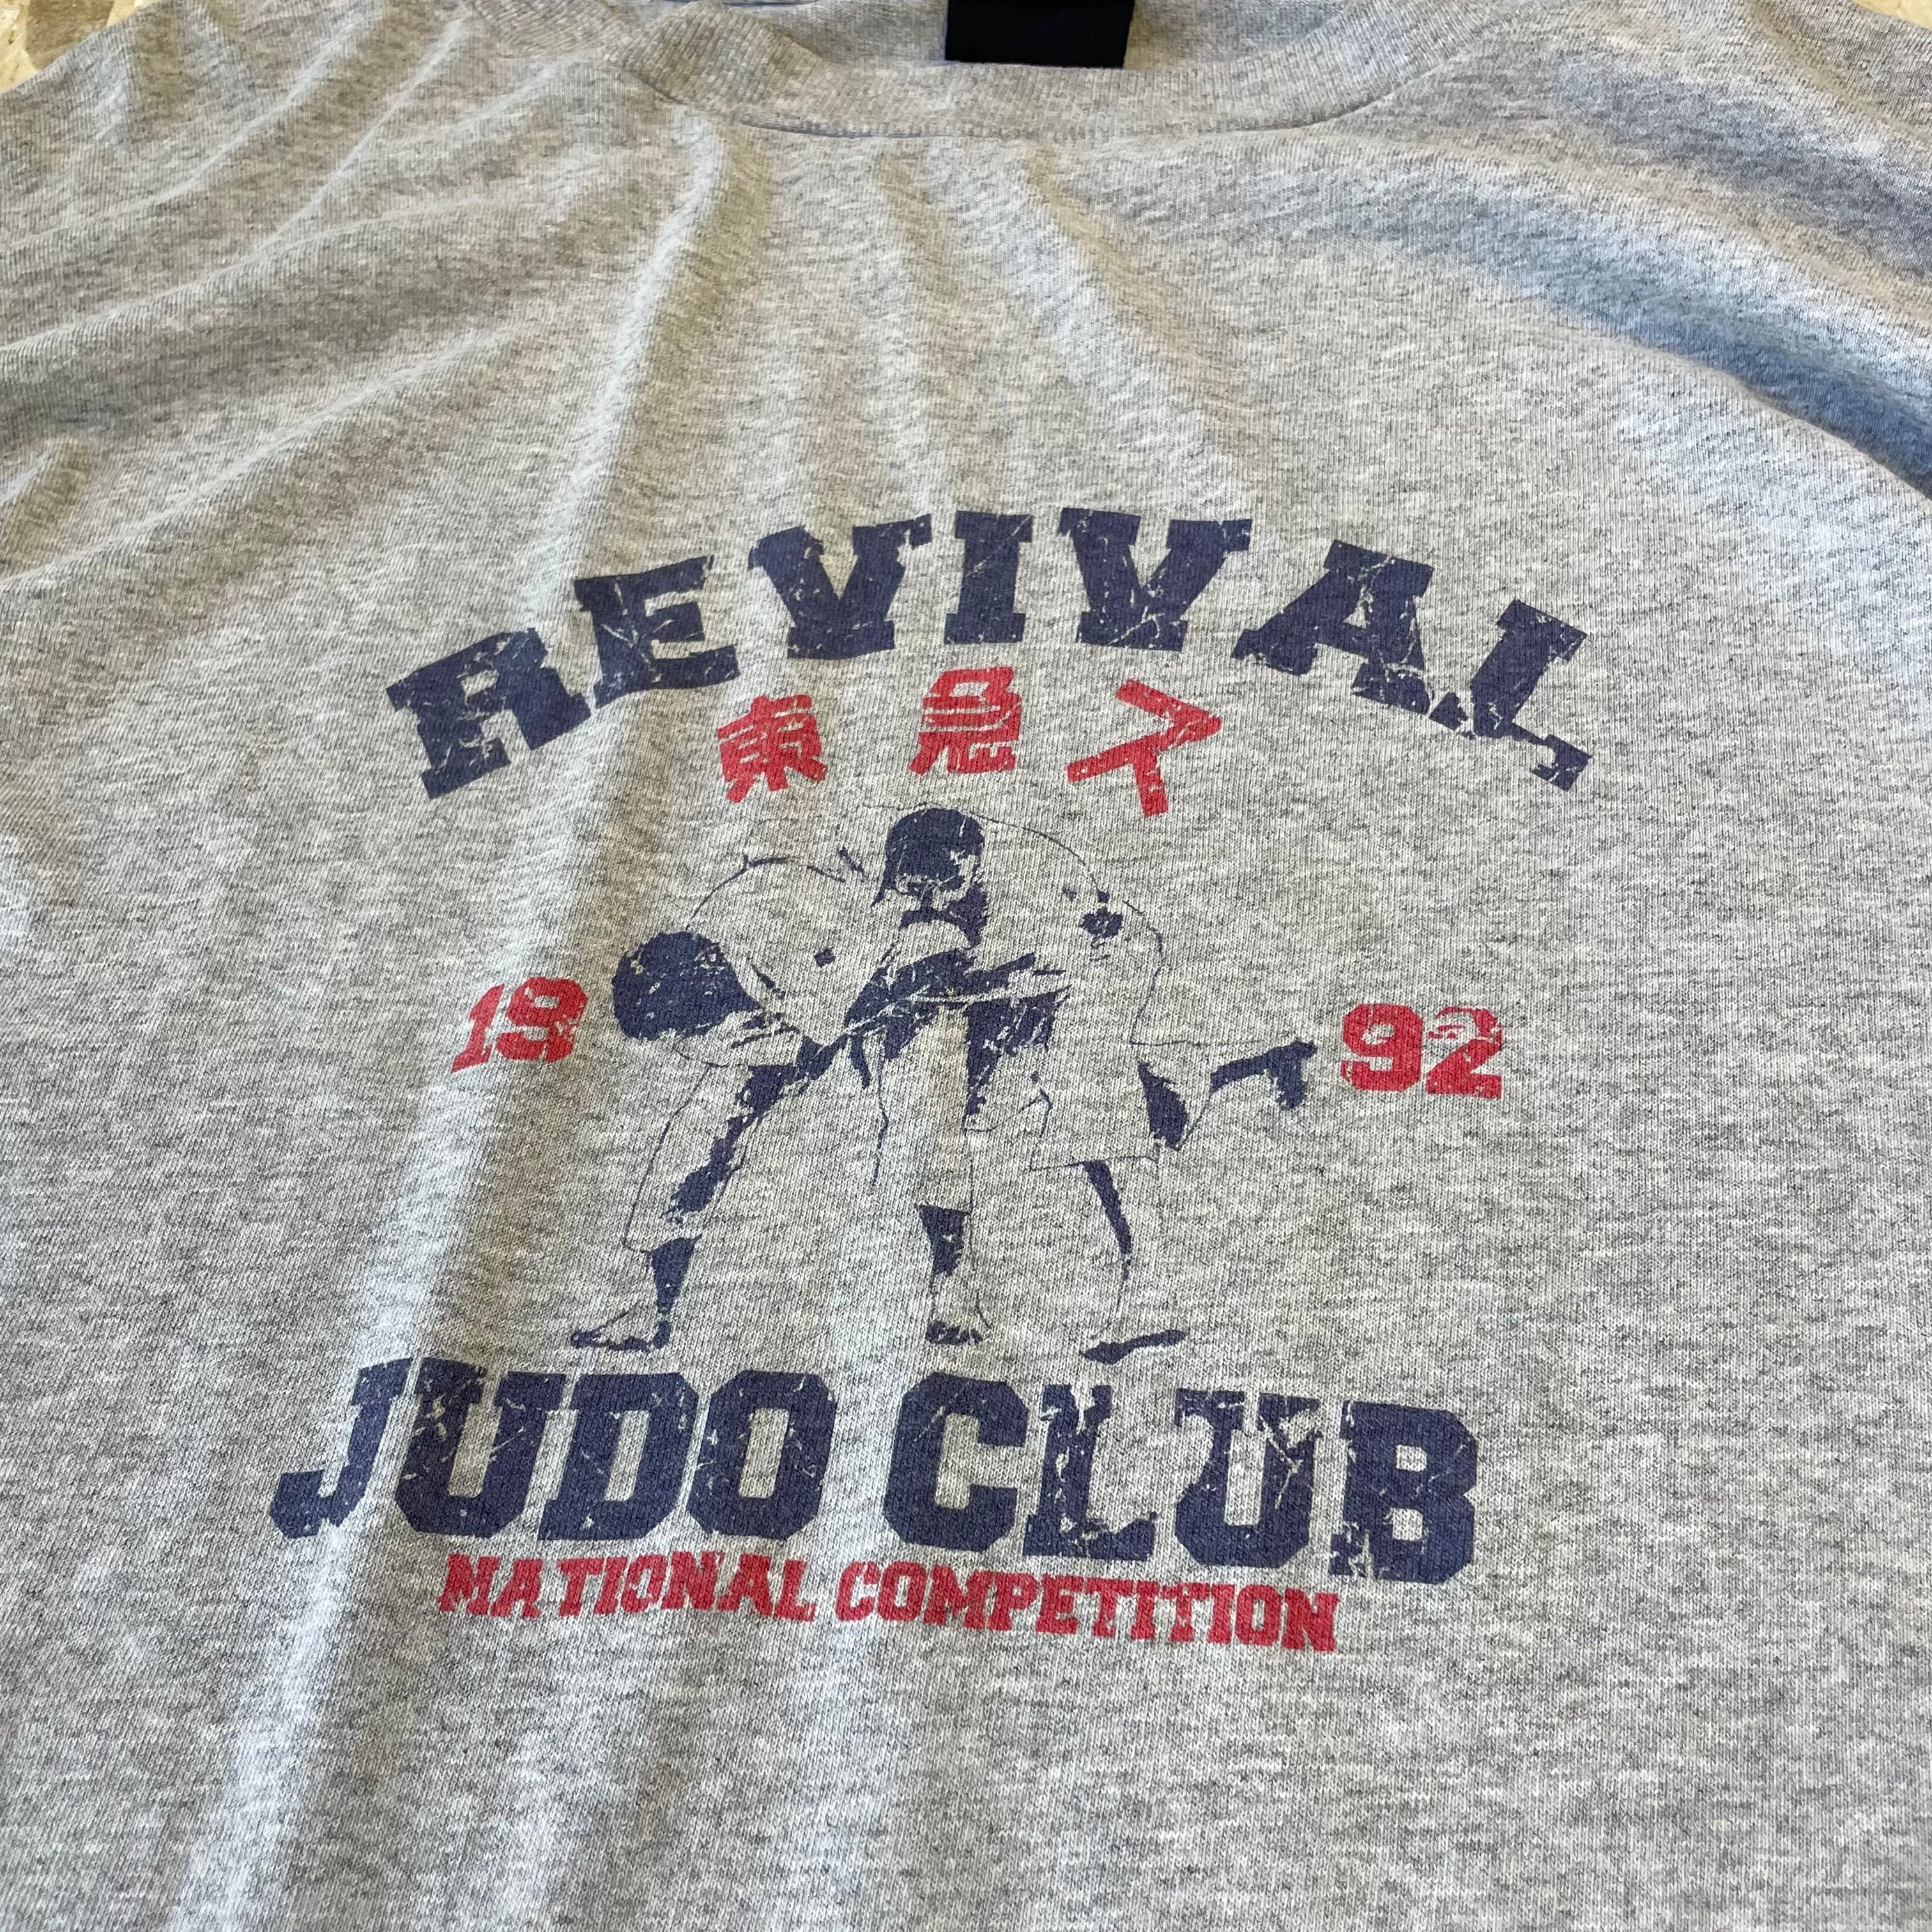 REVIVAL
東急ス
19 92
JUDO CLUB
NATIONAL COMPETITION